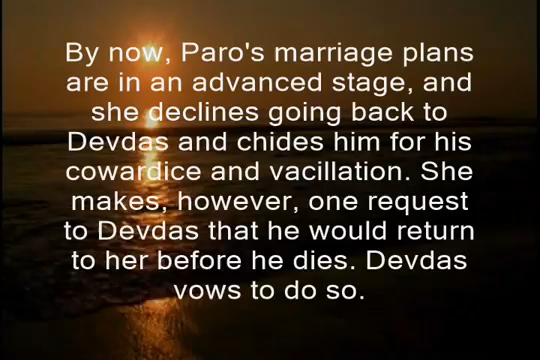 By now, Paro's marriage plans
are in an advanced stage, and
she declines going back to
Devdas and chides him for his
cowardice and vacillation. She
makes, however, one request
to Devdas that he would return
to her before he dies. Devdas
vows to do so.